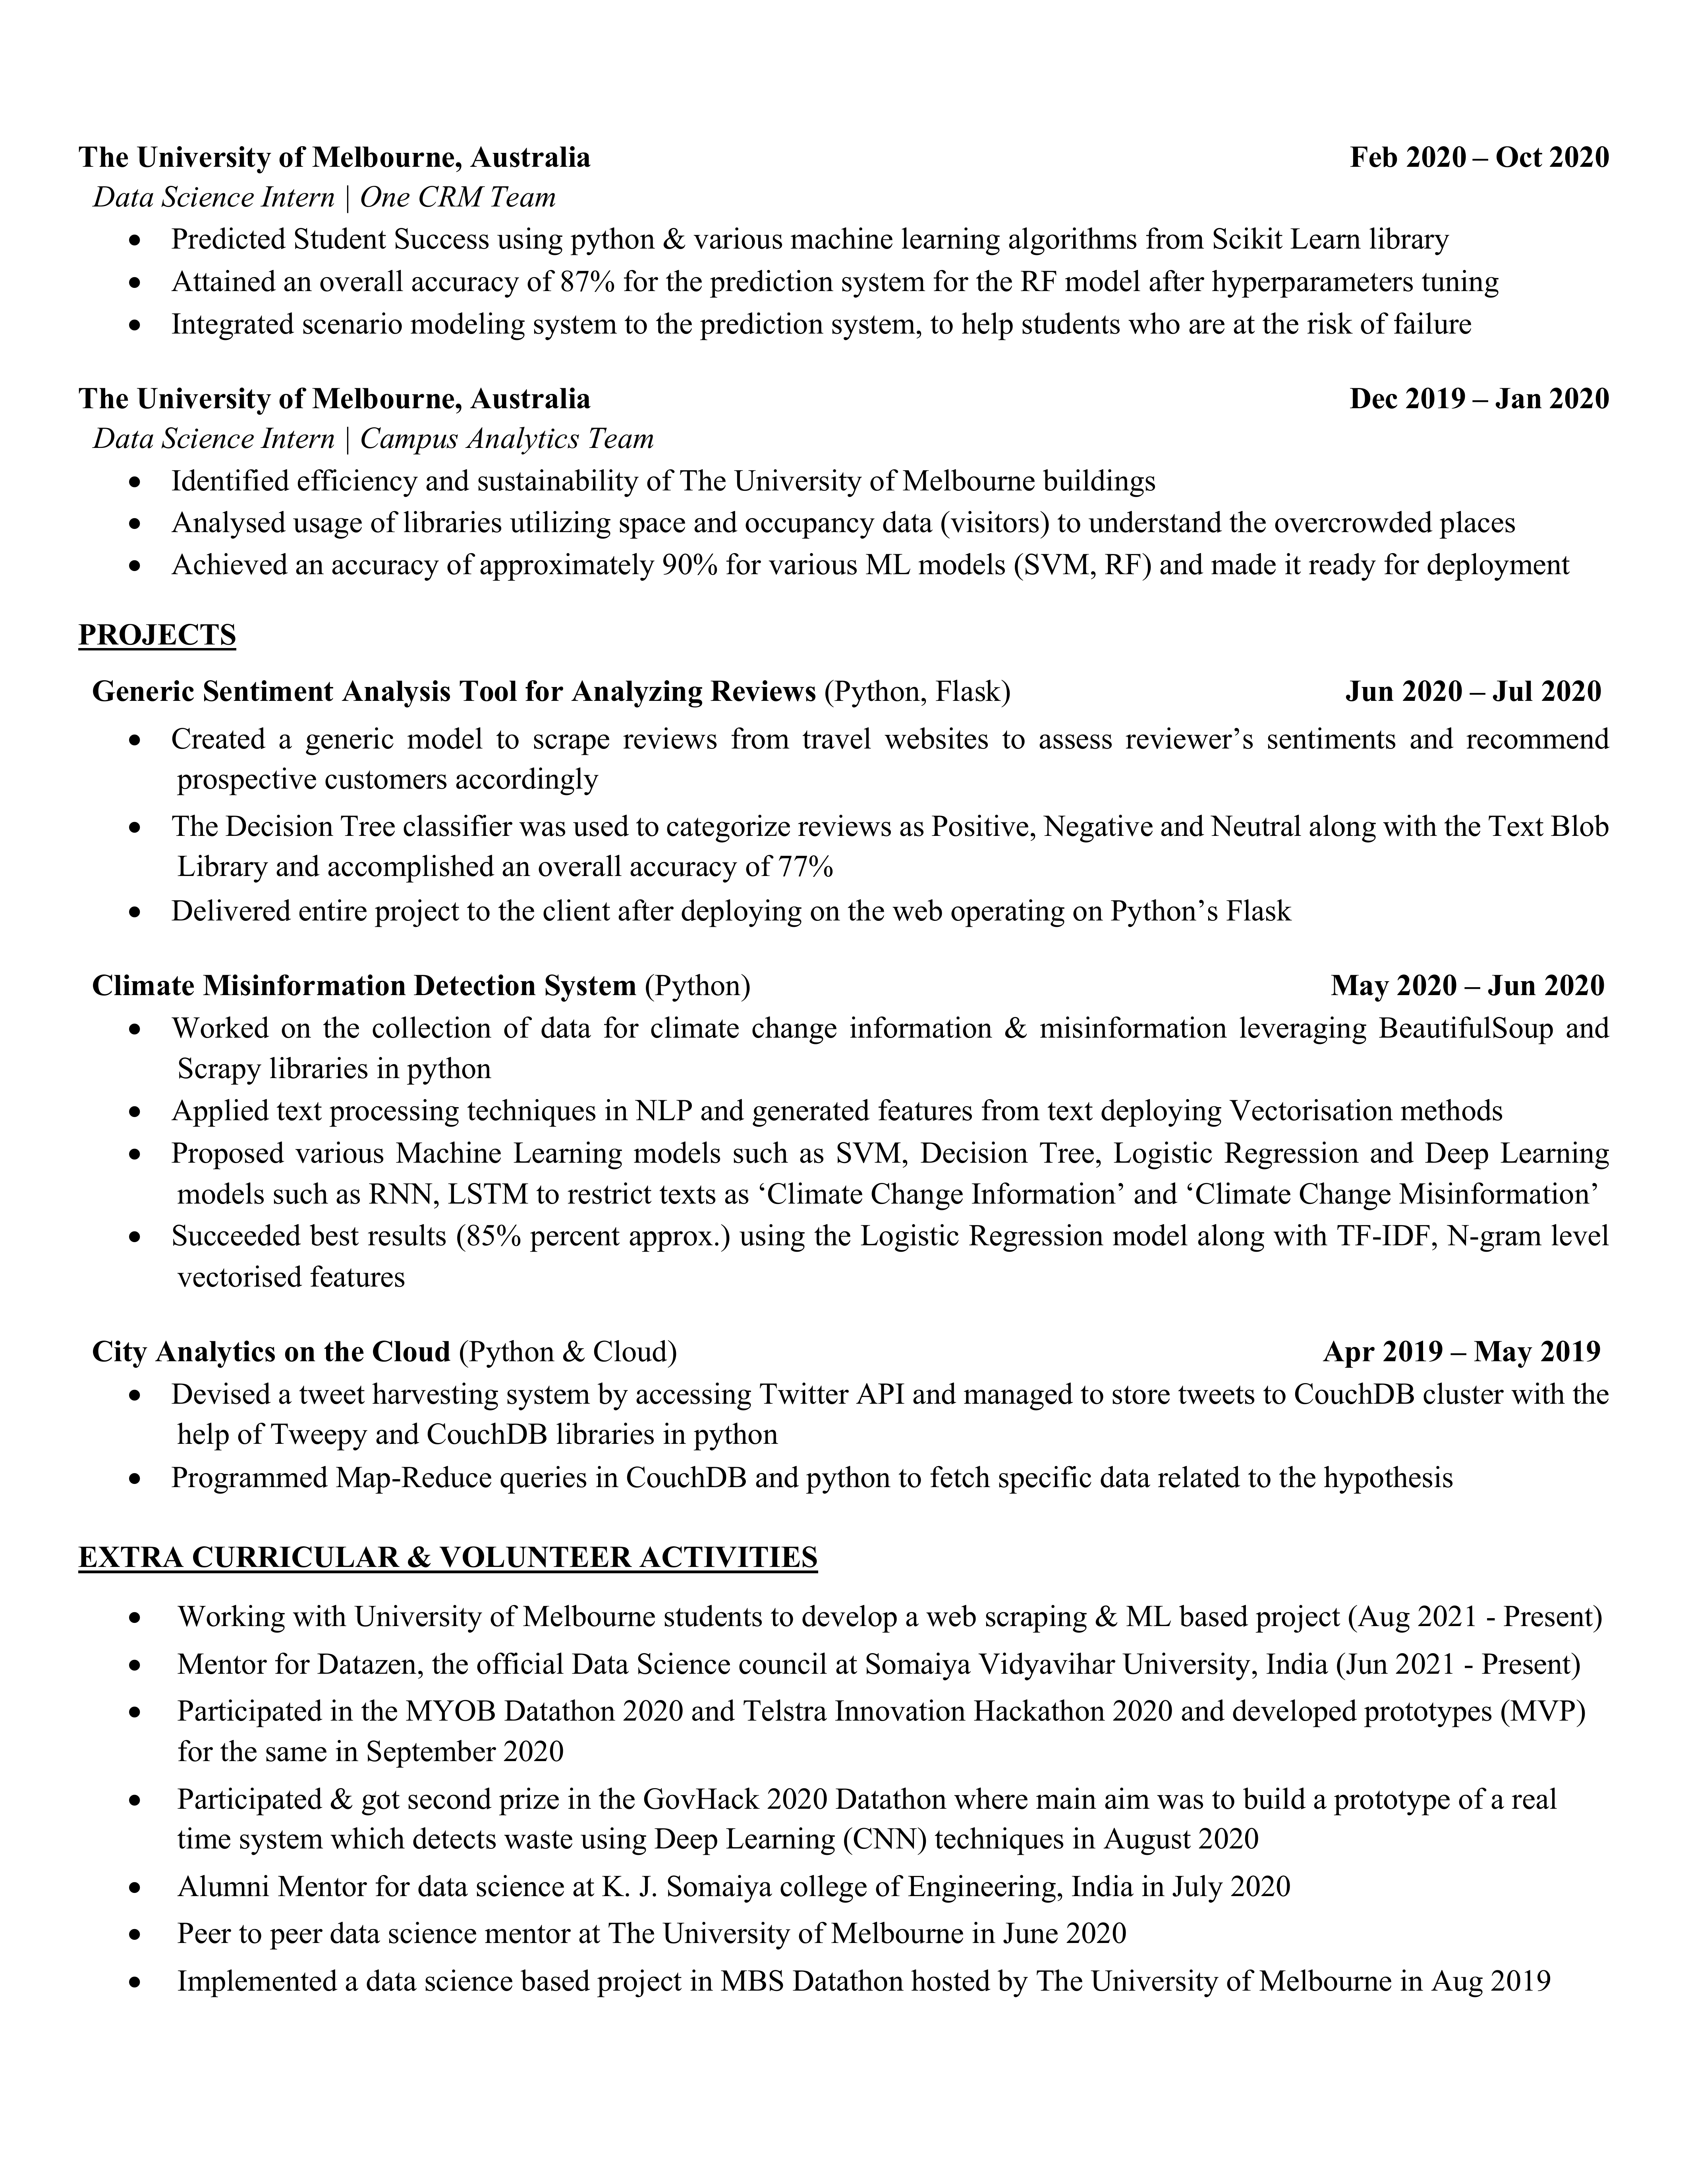 The University of Melbourne, Australia Feb 2020 – Oct 2020
Data Science Intern | One CRM Team
• Predicted Student Success using python & various machine learning algorithms from Scikit Learn library
• Attained an overall accuracy of 87% for the prediction system for the RF model after hyperparameters tuning
• Integrated scenario modeling system to the prediction system, to help students who are at the risk of failure
The University of Melbourne, Australia Dec 2019 – Jan 2020
Data Science Intern | Campus Analytics Team
• Identified efficiency and sustainability of The University of Melbourne buildings
• Analysed usage of libraries utilizing space and occupancy data (visitors) to understand the overcrowded places
• Achieved an accuracy of approximately 90% for various ML models (SVM, RF) and made it ready for deployment
PROJECTS
Generic Sentiment Analysis Tool for Analyzing Reviews (Python, Flask) Jun 2020 – Jul 2020
• Created a generic model to scrape reviews from travel websites to assess reviewer’s sentiments and recommend
prospective customers accordingly
• The Decision Tree classifier was used to categorize reviews as Positive, Negative and Neutral along with the Text Blob
Library and accomplished an overall accuracy of 77%
• Delivered entire project to the client after deploying on the web operating on Python’s Flask
Climate Misinformation Detection System (Python) May 2020 – Jun 2020
• Worked on the collection of data for climate change information & misinformation leveraging BeautifulSoup and
Scrapy libraries in python
• Applied text processing techniques in NLP and generated features from text deploying Vectorisation methods
• Proposed various Machine Learning models such as SVM, Decision Tree, Logistic Regression and Deep Learning
models such as RNN, LSTM to restrict texts as ‘Climate Change Information’ and ‘Climate Change Misinformation’
• Succeeded best results (85% percent approx.) using the Logistic Regression model along with TF-IDF, N-gram level
vectorised features
City Analytics on the Cloud (Python & Cloud) Apr 2019 – May 2019
• Devised a tweet harvesting system by accessing Twitter API and managed to store tweets to CouchDB cluster with the
help of Tweepy and CouchDB libraries in python
• Programmed Map-Reduce queries in CouchDB and python to fetch specific data related to the hypothesis
EXTRA CURRICULAR & VOLUNTEER ACTIVITIES
• Working with University of Melbourne students to develop a web scraping & ML based project (Aug 2021 - Present)
• Mentor for Datazen, the official Data Science council at Somaiya Vidyavihar University, India (Jun 2021 - Present)
• Participated in the MYOB Datathon 2020 and Telstra Innovation Hackathon 2020 and developed prototypes (MVP)
for the same in September 2020
• Participated & got second prize in the GovHack 2020 Datathon where main aim was to build a prototype of a real
time system which detects waste using Deep Learning (CNN) techniques in August 2020
• Alumni Mentor for data science at K. J. Somaiya college of Engineering, India in July 2020
• Peer to peer data science mentor at The University of Melbourne in June 2020
• Implemented a data science based project in MBS Datathon hosted by The University of Melbourne in Aug 2019